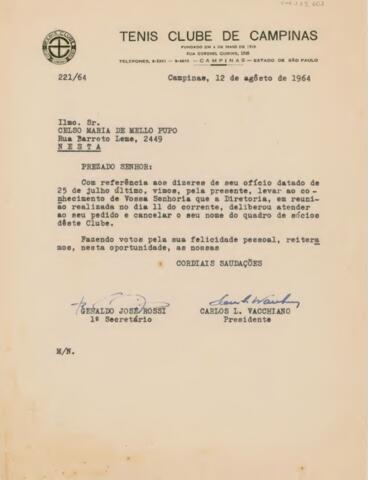 TENIS CLUBE DE CAMPINAS
FUNDADO EM 4 DE MAIO DE 1913
RUA CORONEL QUIRINO, 1346
CAMPINAS — ESTADO DE SÃO PAULO
221/64
Campinas, 12 de agôsto de 1964
Ilmo. Sr.
CELSO MARIA DE MELLO PUPO
Rua Barreto Leme, 2449
N E S T A
PREZADO SENHOR:
Com referência aos dizeres de seu ofício datado de
25 de julho último, vimos, pela presente, levar ao co-
nhecimento de Vossa Senhoria que a Diretoria, em reuni
ão realizada no dia 11 do corrente, deliberou atender
ao seu pedido e cancelar o seu nome do quadro de sócios
dêste Clube.
Fazendo votos pela sua felicidade pessoal, reitera
mos, nesta oportunidade, as nossas
CORDIAIS SAUDAÇÕES
GERALDO JOSÉ ROSSI
1º Secretário
CARLOS L. VACCHIANO
Presidente
M/N.